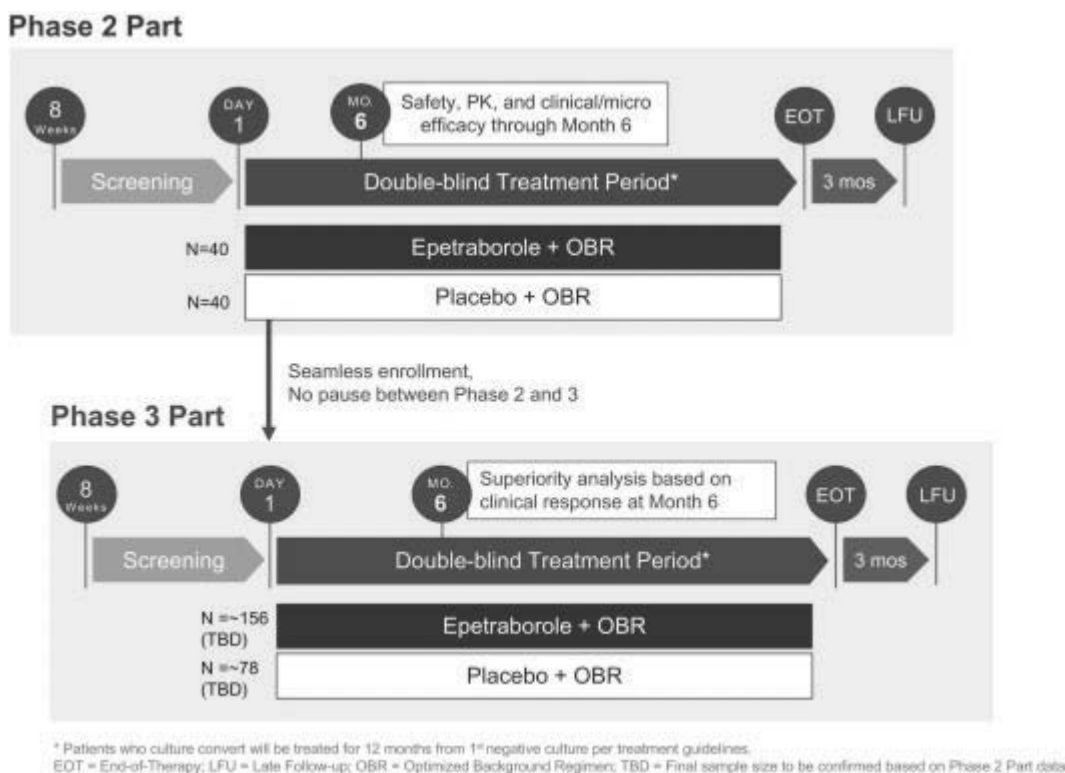 Phase 2 Part
8
Weeks
DAY
1
MO.
6
Safety, PK, and clinical/micro
efficacy through Month 6
EOT
LFU
Screening
Double-blind Treatment Period*
3 mos
N=40
Epetraborole + OBR
N=40
Placebo + OBR
Seamless enrollment,
No pause between Phase 2 and 3
Phase 3 Part
8
Weeks
DAY
1
MO.
6
Superiority analysis based on
clinical response at Month 6
EOT
LFU
Screening
Double-blind Treatment Period*
3 mos
N =~156
(TBD)
Epetraborole + OBR
N =~78
(TBD)
Placebo + OBR
* Patients who culture convert will be treated for 12 months from 1st negative culture per treatment guidelines.
EOT = End-of-Therapy; LFU = Late Follow-up; OBR = Optimized Background Regimen; TBD = Final sample size to be confirmed based on Phase 2 Part data